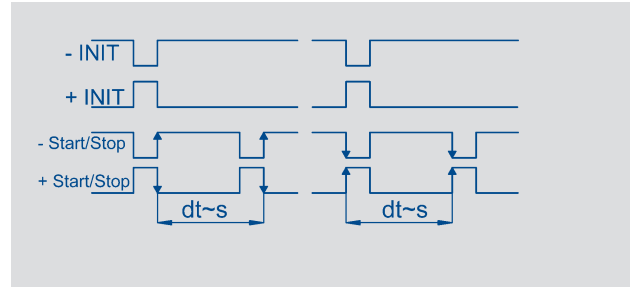 - INIT
+ INIT
- Start/Stop
+ Start/Stop
dt~s dt~s